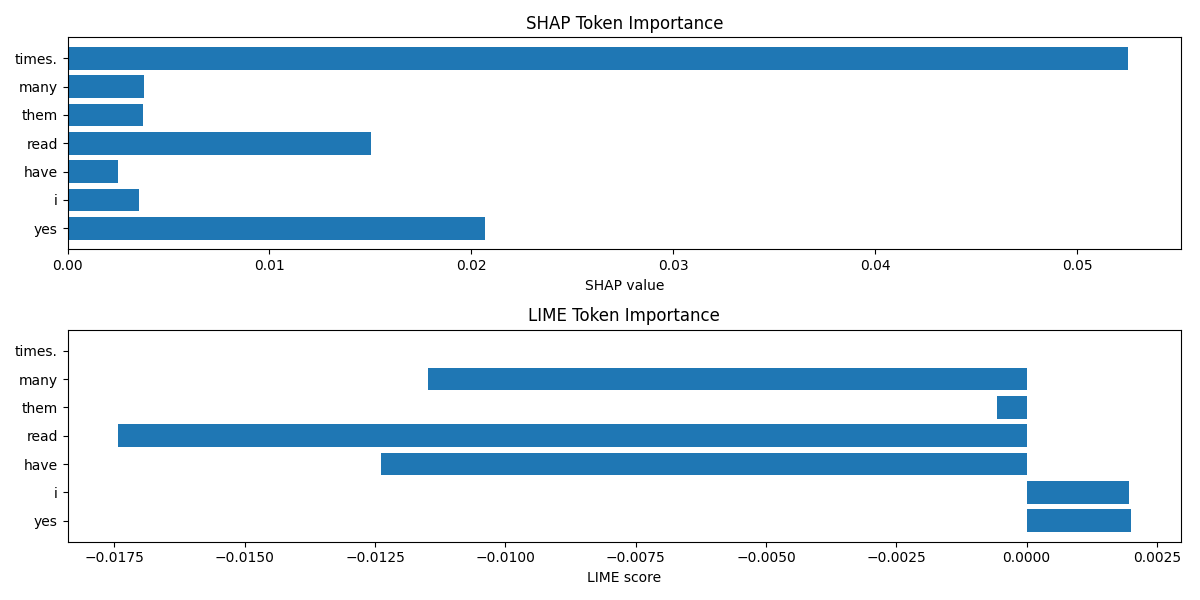 SHAP Token Importance
times.
many
them
read
have
i
yes
0.00 0.01 0.02 0.03 0.04 0.05
SHAP value
LIME Token Importance
times.
many
them
read
have
i
yes
−0.0175 −0.0150 −0.0125 −0.0100 −0.0075 −0.0050 −0.0025 0.0000 0.0025
LIME score